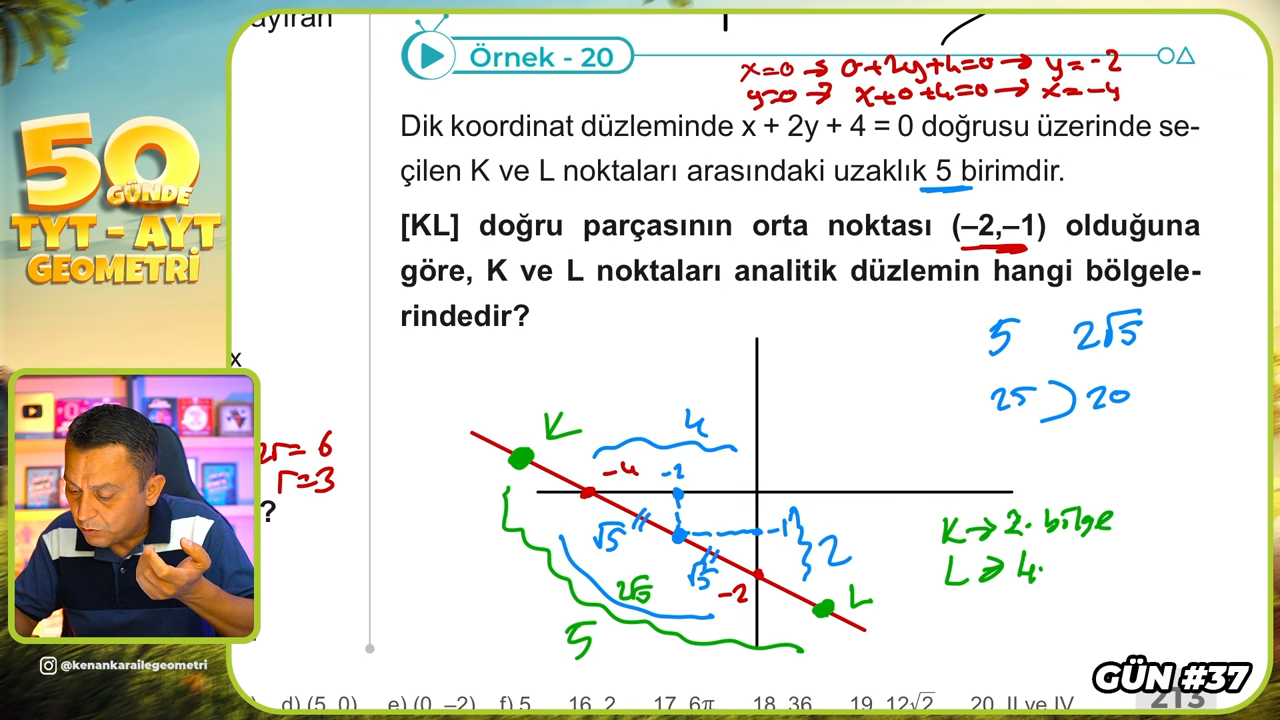 ayıran
Örnek - 20
x=0 → 0+2y+4=0 → y=-2
y=0 → x+0+4=0 → x=-4
Dik koordinat düzleminde x + 2y + 4 = 0 doğrusu üzerinde se-
çilen K ve L noktaları arasındaki uzaklık 5 birimdir.
[KL] doğru parçasının orta noktası (–2,–1) olduğuna
göre, K ve L noktaları analitik düzlemin hangi bölgele-
rindedir?
5 2√5
25 20
50
GÜNDE
TYT - AYT
GEOMETRİ
x
2r=6
r=3
?
K
4
-4 -2
-1
√5
√5
2
-2
L
2√5
5
K→2. bölge
L→4.
@kenankarailegeometri
d) (5, 0) e) (0, –2) f) 5 16. 2 17. 6π 18. 36 19. 12√2 20. II ve IV
213
GÜN #37